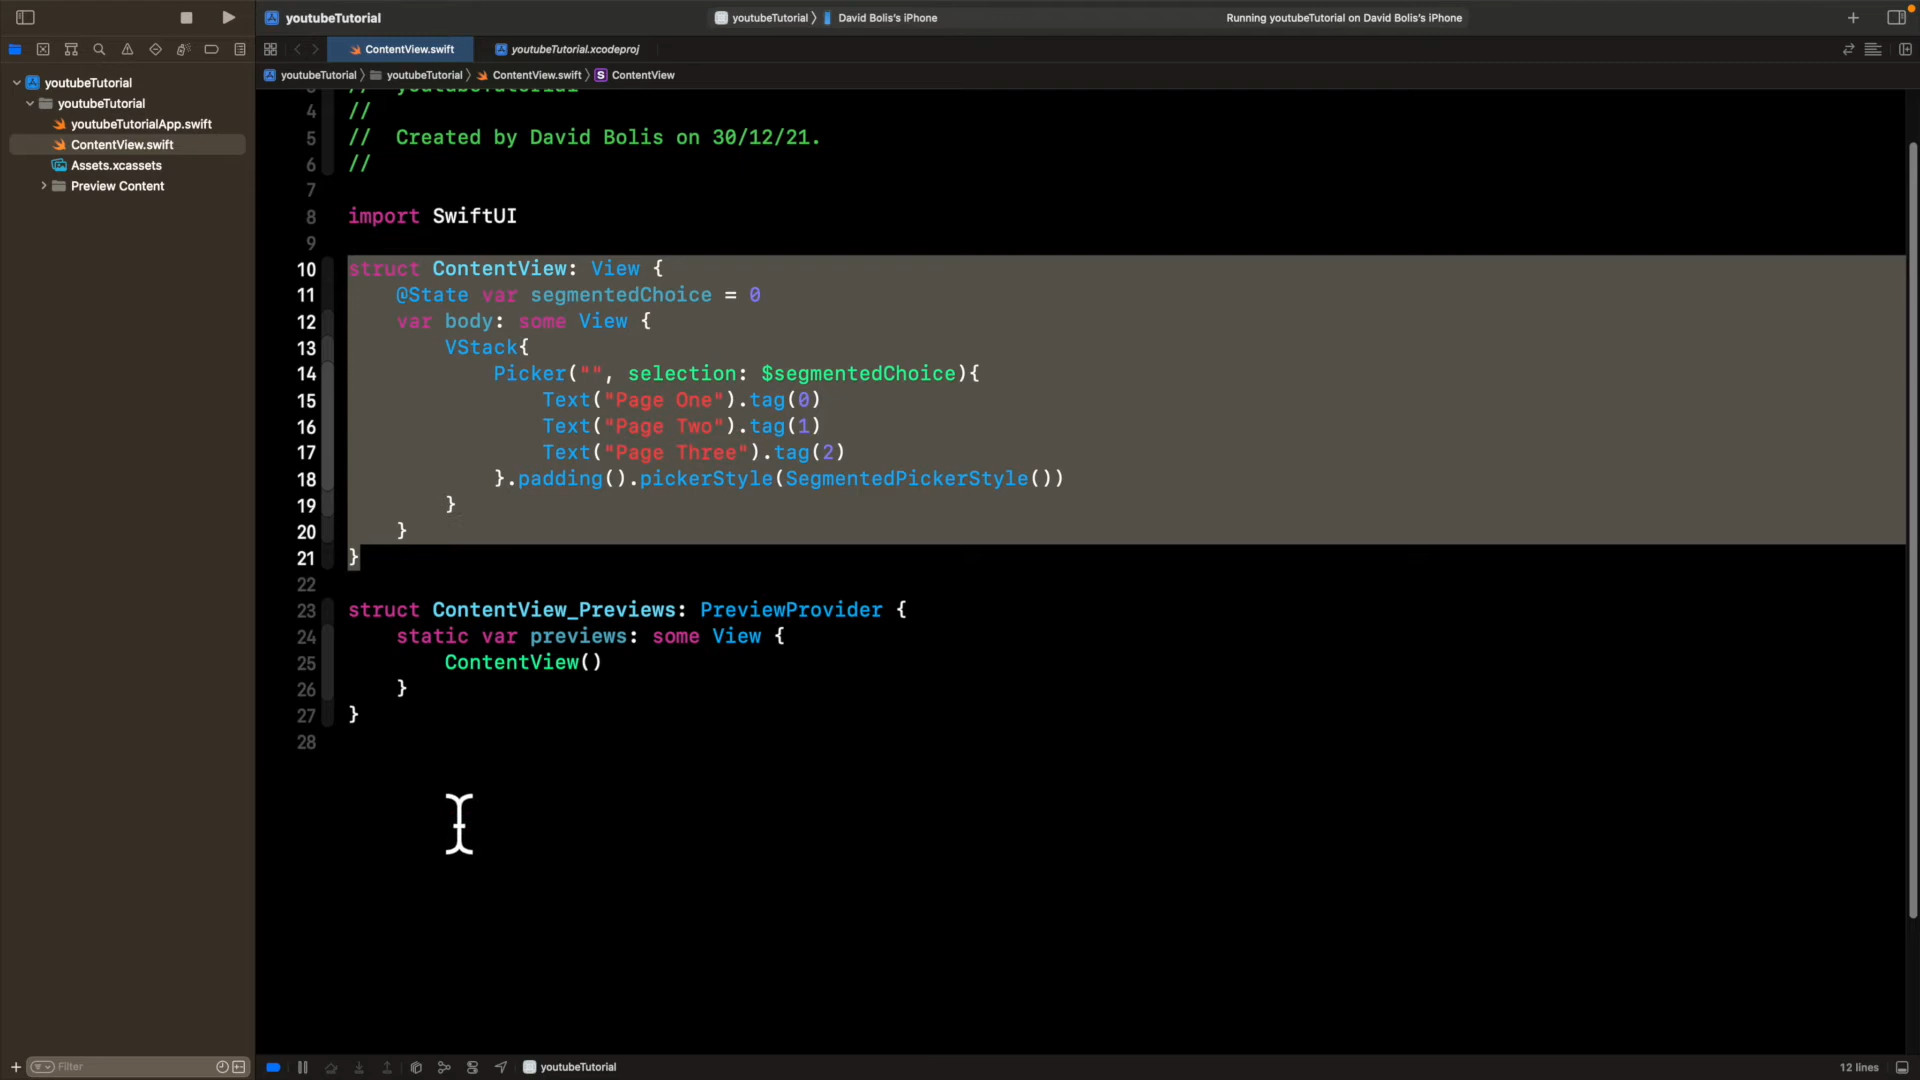 youtubeTutorial
youtubeTutorial 〉 David Bolis's iPhone
Running youtubeTutorial on David Bolis's iPhone
ContentView.swift
youtubeTutorial.xcodeproj
youtubeTutorial 〉 youtubeTutorial 〉 ContentView.swift 〉 S ContentView
youtubeTutorial
youtubeTutorial
youtubeTutorialApp.swift
ContentView.swift
Assets.xcassets
Preview Content
3 //  youtubeTutorial
4 //
5 //  Created by David Bolis on 30/12/21.
6 //
7
8 import SwiftUI
9
10 struct ContentView: View {
11     @State var segmentedChoice = 0
12     var body: some View {
13         VStack{
14             Picker("", selection: $segmentedChoice){
15                 Text("Page One").tag(0)
16                 Text("Page Two").tag(1)
17                 Text("Page Three").tag(2)
18             }.padding().pickerStyle(SegmentedPickerStyle())
19         }
20     }
21 }
22
23 struct ContentView_Previews: PreviewProvider {
24     static var previews: some View {
25         ContentView()
26     }
27 }
28
Filter
youtubeTutorial
12 lines